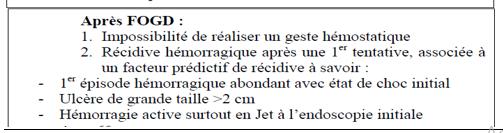 Après FOGD :
1. Impossibilité de réaliser un geste hémostatique
2. Récidive hémorragique après une 1er tentative, associée à
un facteur prédictif de récidive à savoir :
- 1er épisode hémorragique abondant avec état de choc initial
- Ulcère de grande taille >2 cm
- Hémorragie active surtout en Jet à l'endoscopie initiale